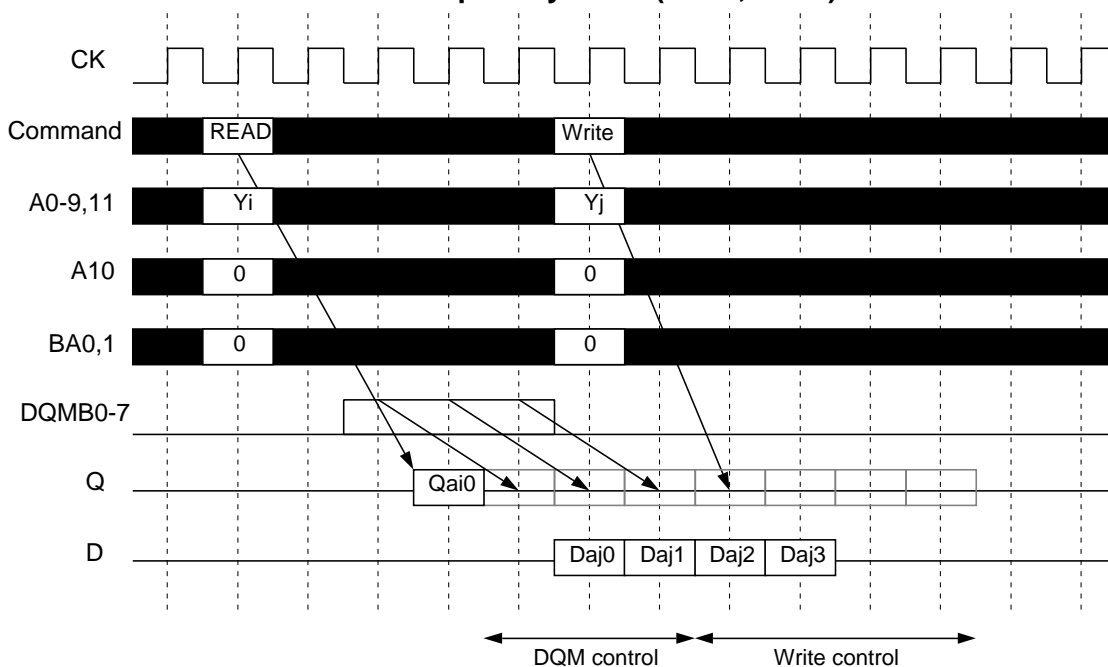 CK
Command READ Write
A0-9,11 Yi Yj
A10 0 0
BA0,1 0 0
DQMB0-7
Q Qai0
D Daj0 Daj1 Daj2 Daj3
DQM control Write control